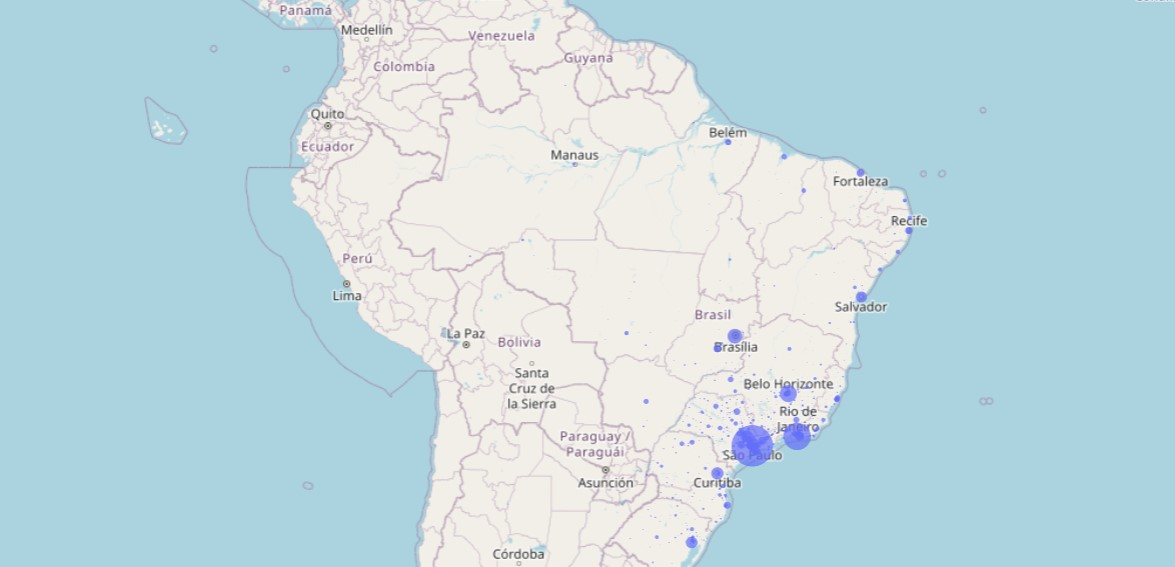 Panamá
Medellín
Venezuela
Guyana
Colombia
Quito
Ecuador
Belém
Manaus
Fortaleza
Recife
Perú
Lima
Salvador
Brasil
La Paz
Bolivia
Brasília
Santa
Cruz de
la Sierra
Belo Horizonte
Rio de
Janeiro
Paraguay /
Paraguái
São Paulo
Asunción
Curitiba
Córdoba